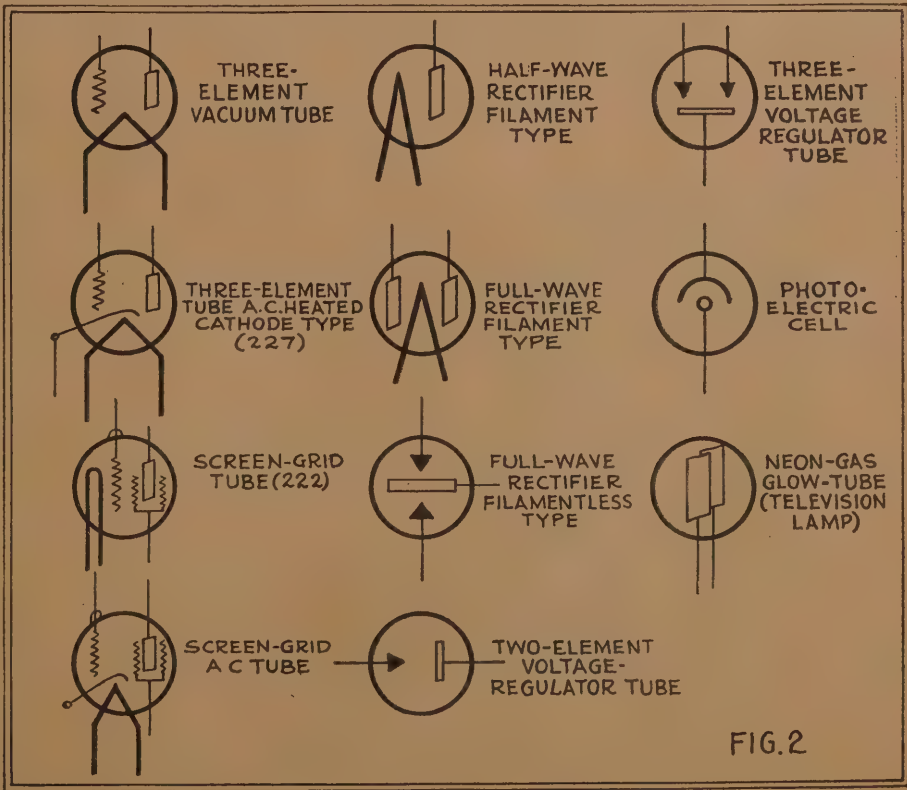 THREE-
ELEMENT
VACUUM TUBE
HALF-WAVE
RECTIFIER
FILAMENT
TYPE
THREE-
ELEMENT
VOLTAGE
REGULATOR
TUBE
THREE-ELEMENT
TUBE A.C. HEATED
CATHODE TYPE
(227)
FULL-WAVE
RECTIFIER
FILAMENT
TYPE
PHOTO-
ELECTRIC
CELL
SCREEN-GRID
TUBE (222)
FULL-WAVE
RECTIFIER
FILAMENTLESS
TYPE
NEON-GAS
GLOW-TUBE
(TELEVISION
LAMP)
SCREEN-GRID
A C TUBE
TWO-ELEMENT
VOLTAGE-
REGULATOR TUBE
FIG. 2